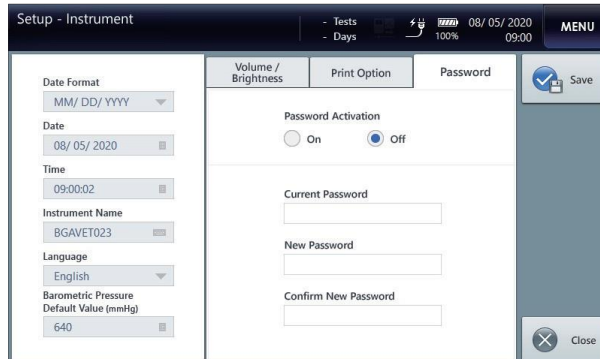 Setup - Instrument
- Tests
- Days
100%
08/ 05/ 2020
09:00
MENU
Date Format
MM/ DD/ YYYY
Date
08/ 05/ 2020
Time
09:00:02
Instrument Name
BGAVET023
Language
English
Barometric Pressure
Default Value (mmHg)
640
Volume /
Brightness
Print Option
Password
Password Activation
On
Off
Current Password
New Password
Confirm New Password
Save
Close